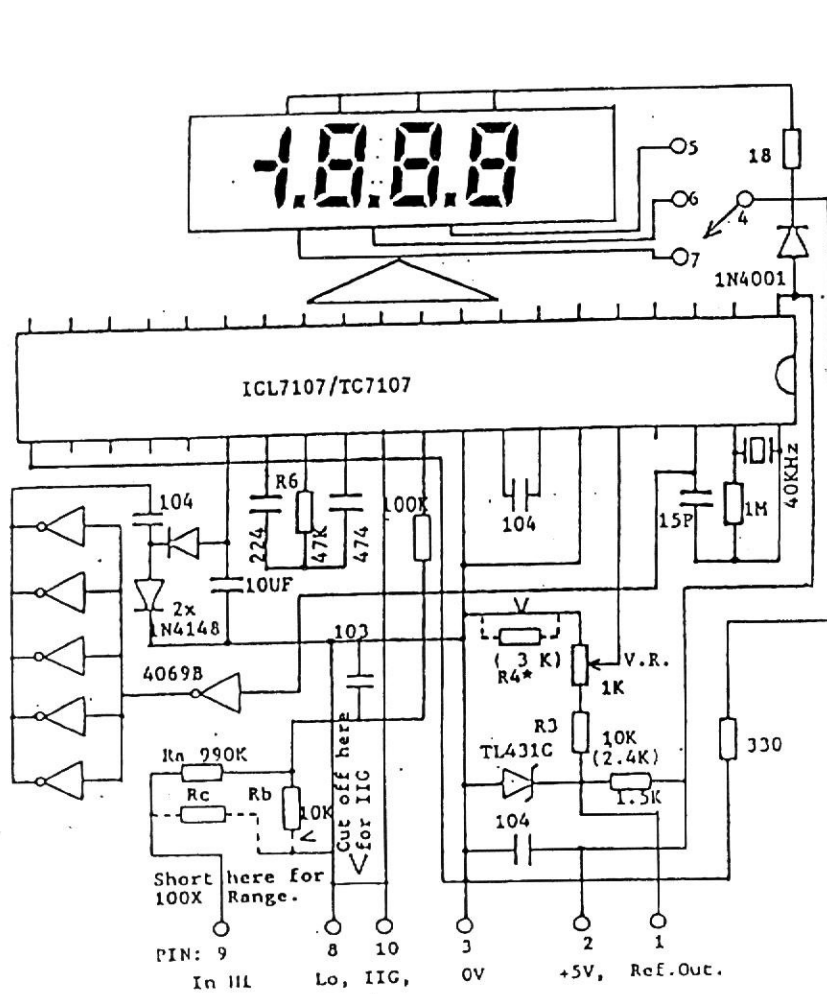 -1.8.8.8
5
18
6
4
7
1N4001
ICL7107/TC7107
R6
104
224
47K
474
100K
104
15P
1M
40KHz
10UF
2x
1N4148
103
4069B
( 3 K)
R4*
V.R.
1K
R3
10K
(2.4K)
TL431C
1.5K
330
Ra 990K
Rc
Rb
10K
Cut off here
for IIG
104
Short here for
100X Range.
PIN: 9
8
10
3
2
1
In
Lo, IIG,
0V
+5V,
Ref.Out.